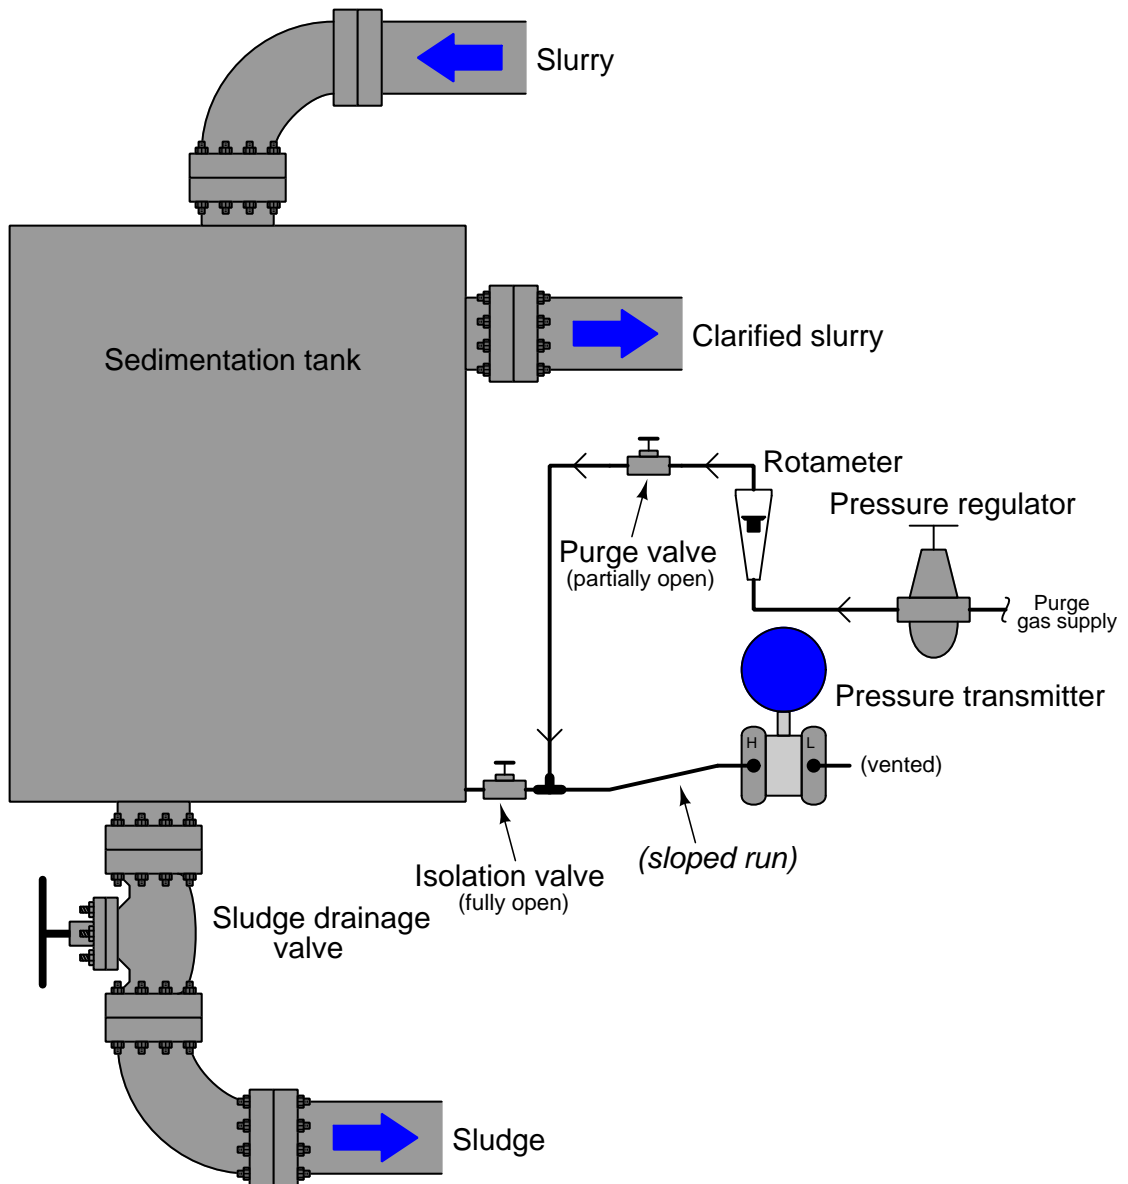 Slurry
Clarified slurry
Sedimentation tank
Rotameter
Pressure regulator
Purge valve
(partially open)
Purge
gas supply
Pressure transmitter
H
L
(vented)
(sloped run)
Isolation valve
(fully open)
Sludge drainage
valve
Sludge